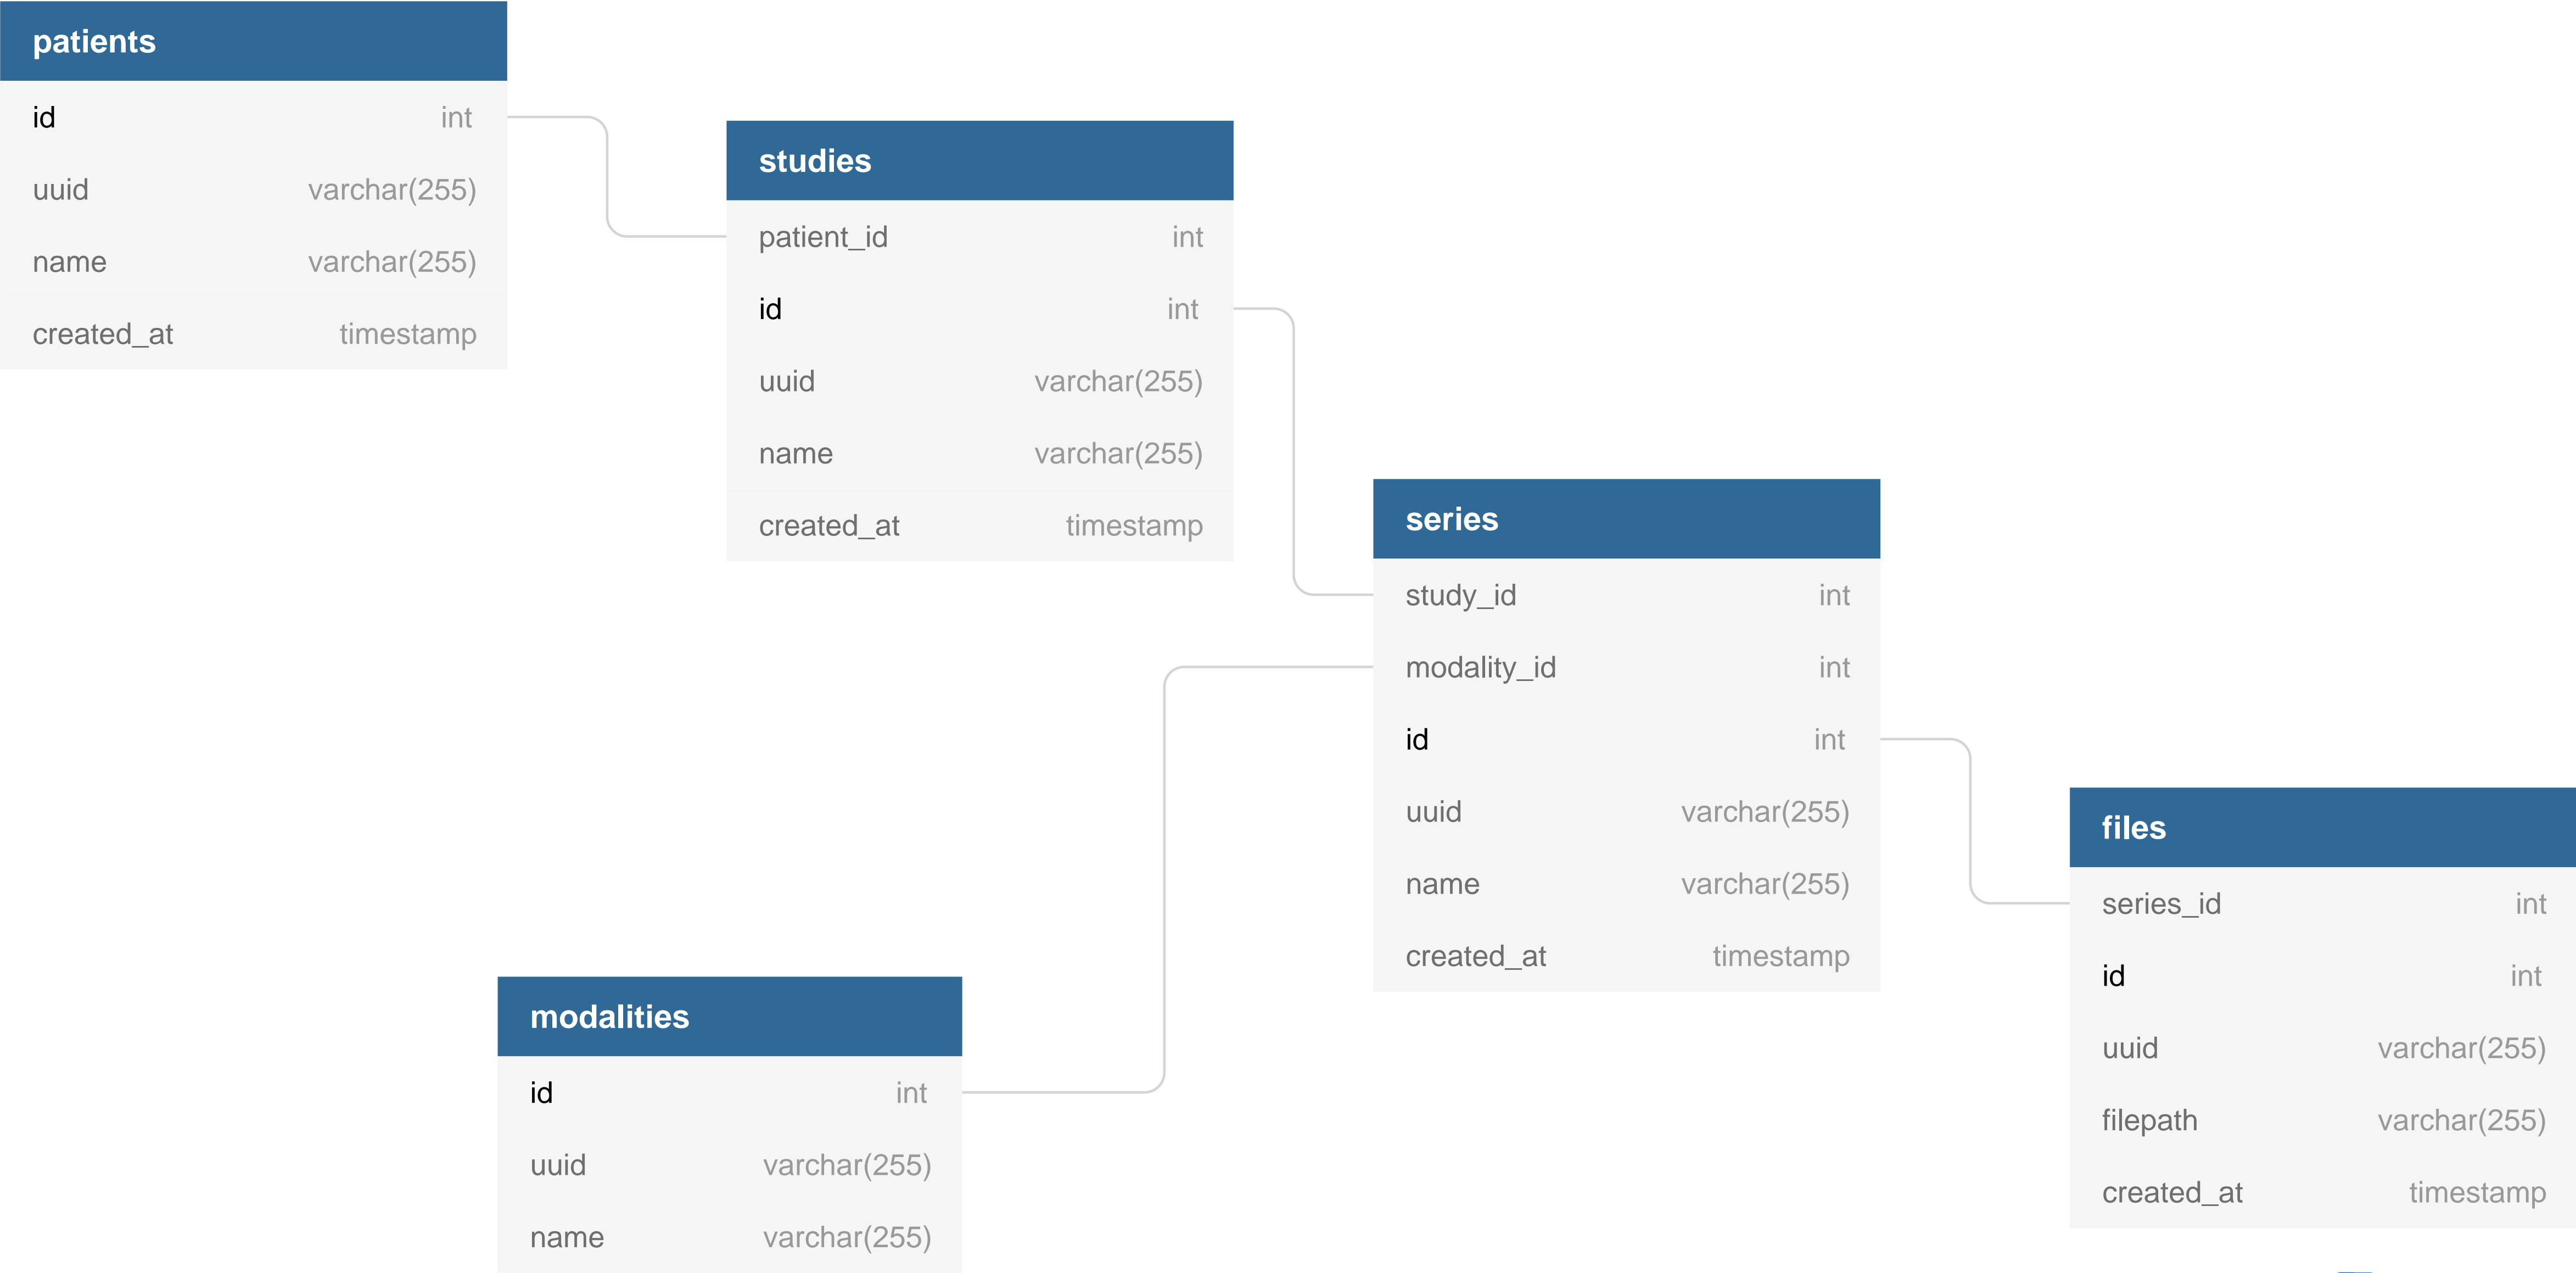 patients
id int
uuid varchar(255)
name varchar(255)
created_at timestamp
studies
patient_id int
id int
uuid varchar(255)
name varchar(255)
created_at timestamp
series
study_id int
modality_id int
id int
uuid varchar(255)
name varchar(255)
created_at timestamp
files
series_id int
id int
uuid varchar(255)
filepath varchar(255)
created_at timestamp
modalities
id int
uuid varchar(255)
name varchar(255)